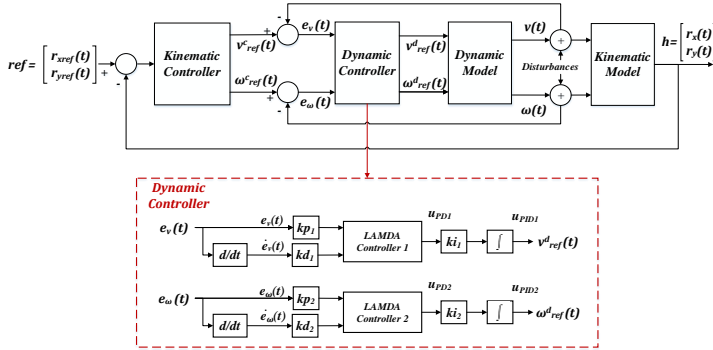 ref = [ r_xref(t) r_yref(t) ]
+
-
Kinematic Controller
v^c_ref(t)
ω^c_ref(t)
+
-
e_v(t)
+
-
e_ω(t)
Dynamic Controller
v^d_ref(t)
ω^d_ref(t)
Dynamic Model
v(t)
ω(t)
+
Disturbances
+
Kinematic Model
h= [ r_x(t) r_y(t) ]
Dynamic Controller
e_v(t)
e_v(t)
kp_1
d/dt
ė_v(t)
kd_1
LAMDA Controller 1
u_PD1
ki_1
∫
u_PID1
v^d_ref(t)
e_ω(t)
e_ω(t)
kp_2
d/dt
ė_ω(t)
kd_2
LAMDA Controller 2
u_PD2
ki_2
∫
u_PID2
ω^d_ref(t)